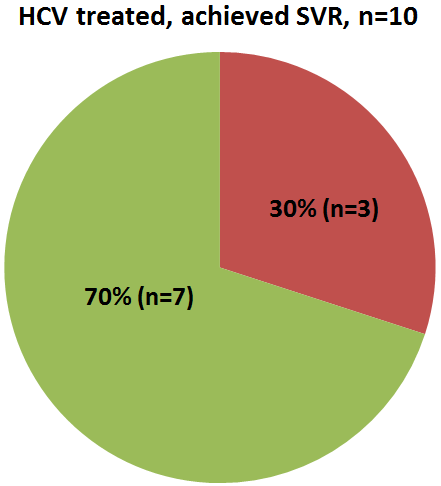 HCV treated, achieved SVR, n=10
30% (n=3)
70% (n=7)